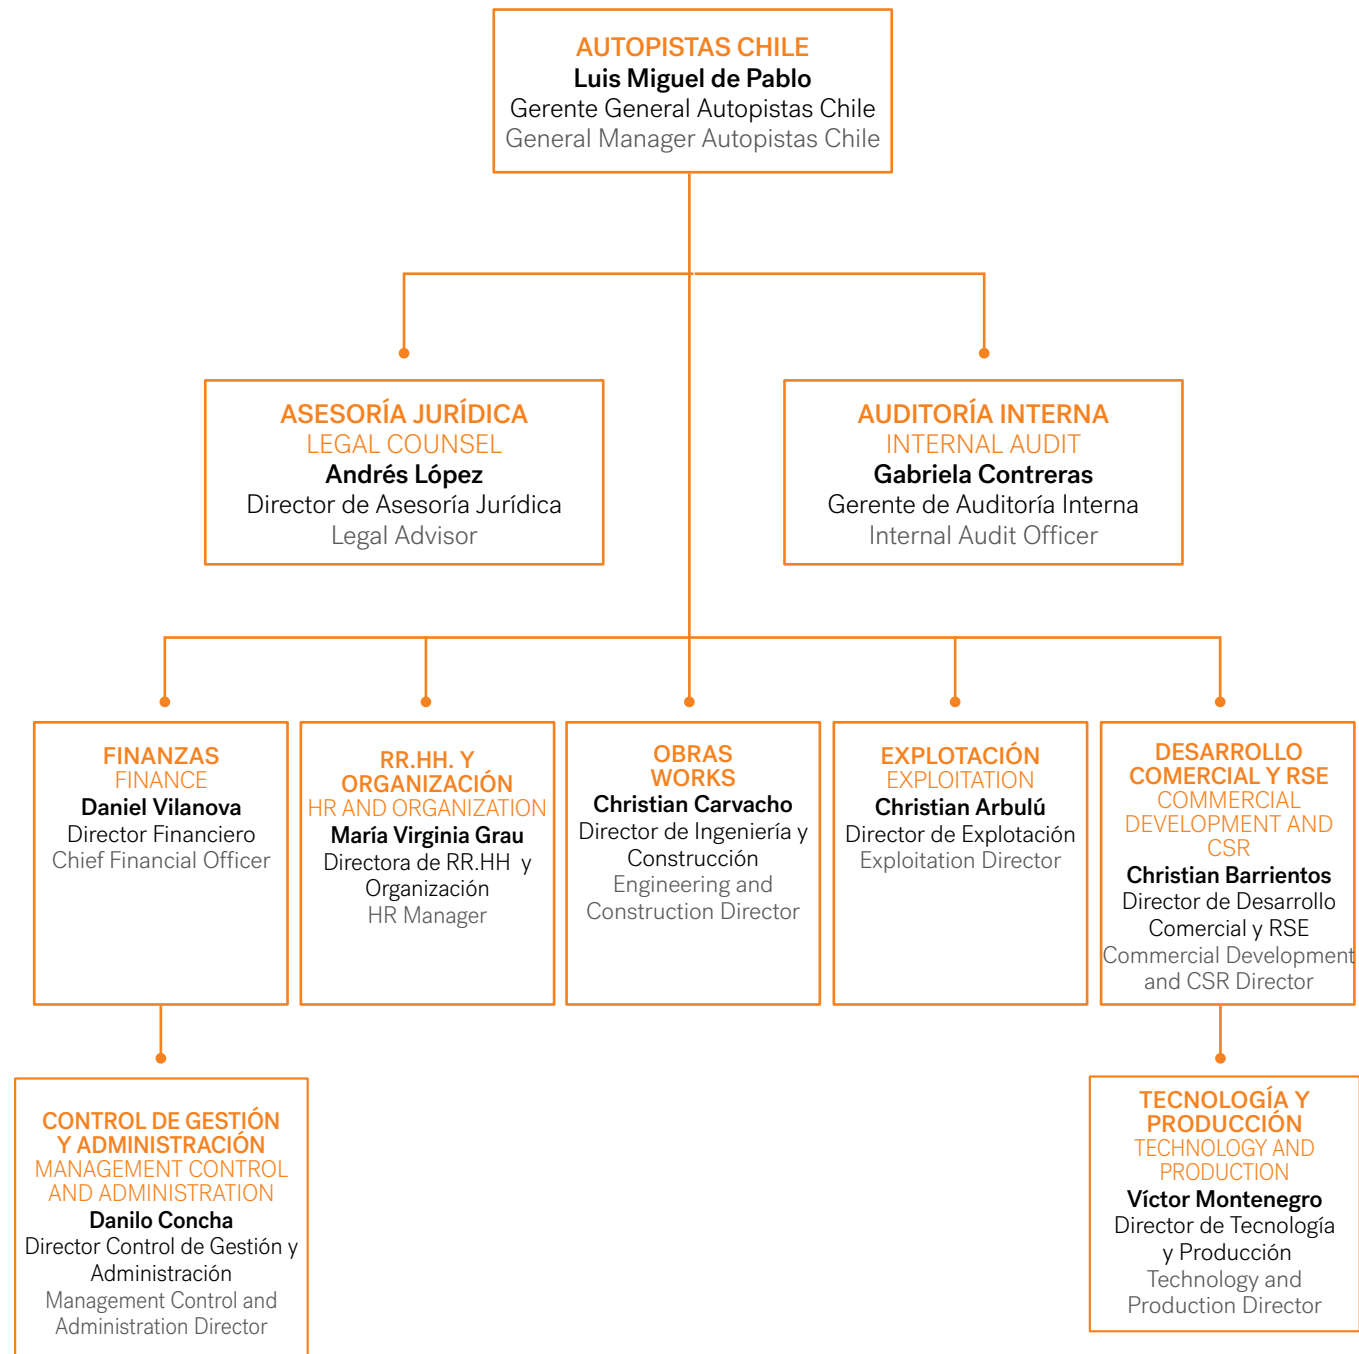 AUTOPISTAS CHILE
Luis Miguel de Pablo
Gerente General Autopistas Chile
General Manager Autopistas Chile
ASESORÍA JURÍDICA
LEGAL COUNSEL
Andrés López
Director de Asesoría Jurídica
Legal Advisor
AUDITORÍA INTERNA
INTERNAL AUDIT
Gabriela Contreras
Gerente de Auditoría Interna
Internal Audit Officer
FINANZAS
FINANCE
Daniel Vilanova
Director Financiero
Chief Financial Officer
RR.HH. Y
ORGANIZACIÓN
HR AND ORGANIZATION
María Virginia Grau
Directora de RR.HH y
Organización
HR Manager
OBRAS
WORKS
Christian Carvacho
Director de Ingeniería y
Construcción
Engineering and
Construction Director
EXPLOTACIÓN
EXPLOITATION
Christian Arbulú
Director de Explotación
Exploitation Director
DESARROLLO
COMERCIAL Y RSE
COMMERCIAL
DEVELOPMENT AND
CSR
Christian Barrientos
Director de Desarrollo
Comercial y RSE
Commercial Development
and CSR Director
CONTROL DE GESTIÓN
Y ADMINISTRACIÓN
MANAGEMENT CONTROL
AND ADMINISTRATION
Danilo Concha
Director Control de Gestión y
Administración
Management Control and
Administration Director
TECNOLOGÍA Y
PRODUCCIÓN
TECHNOLOGY AND
PRODUCTION
Víctor Montenegro
Director de Tecnología
y Producción
Technology and
Production Director